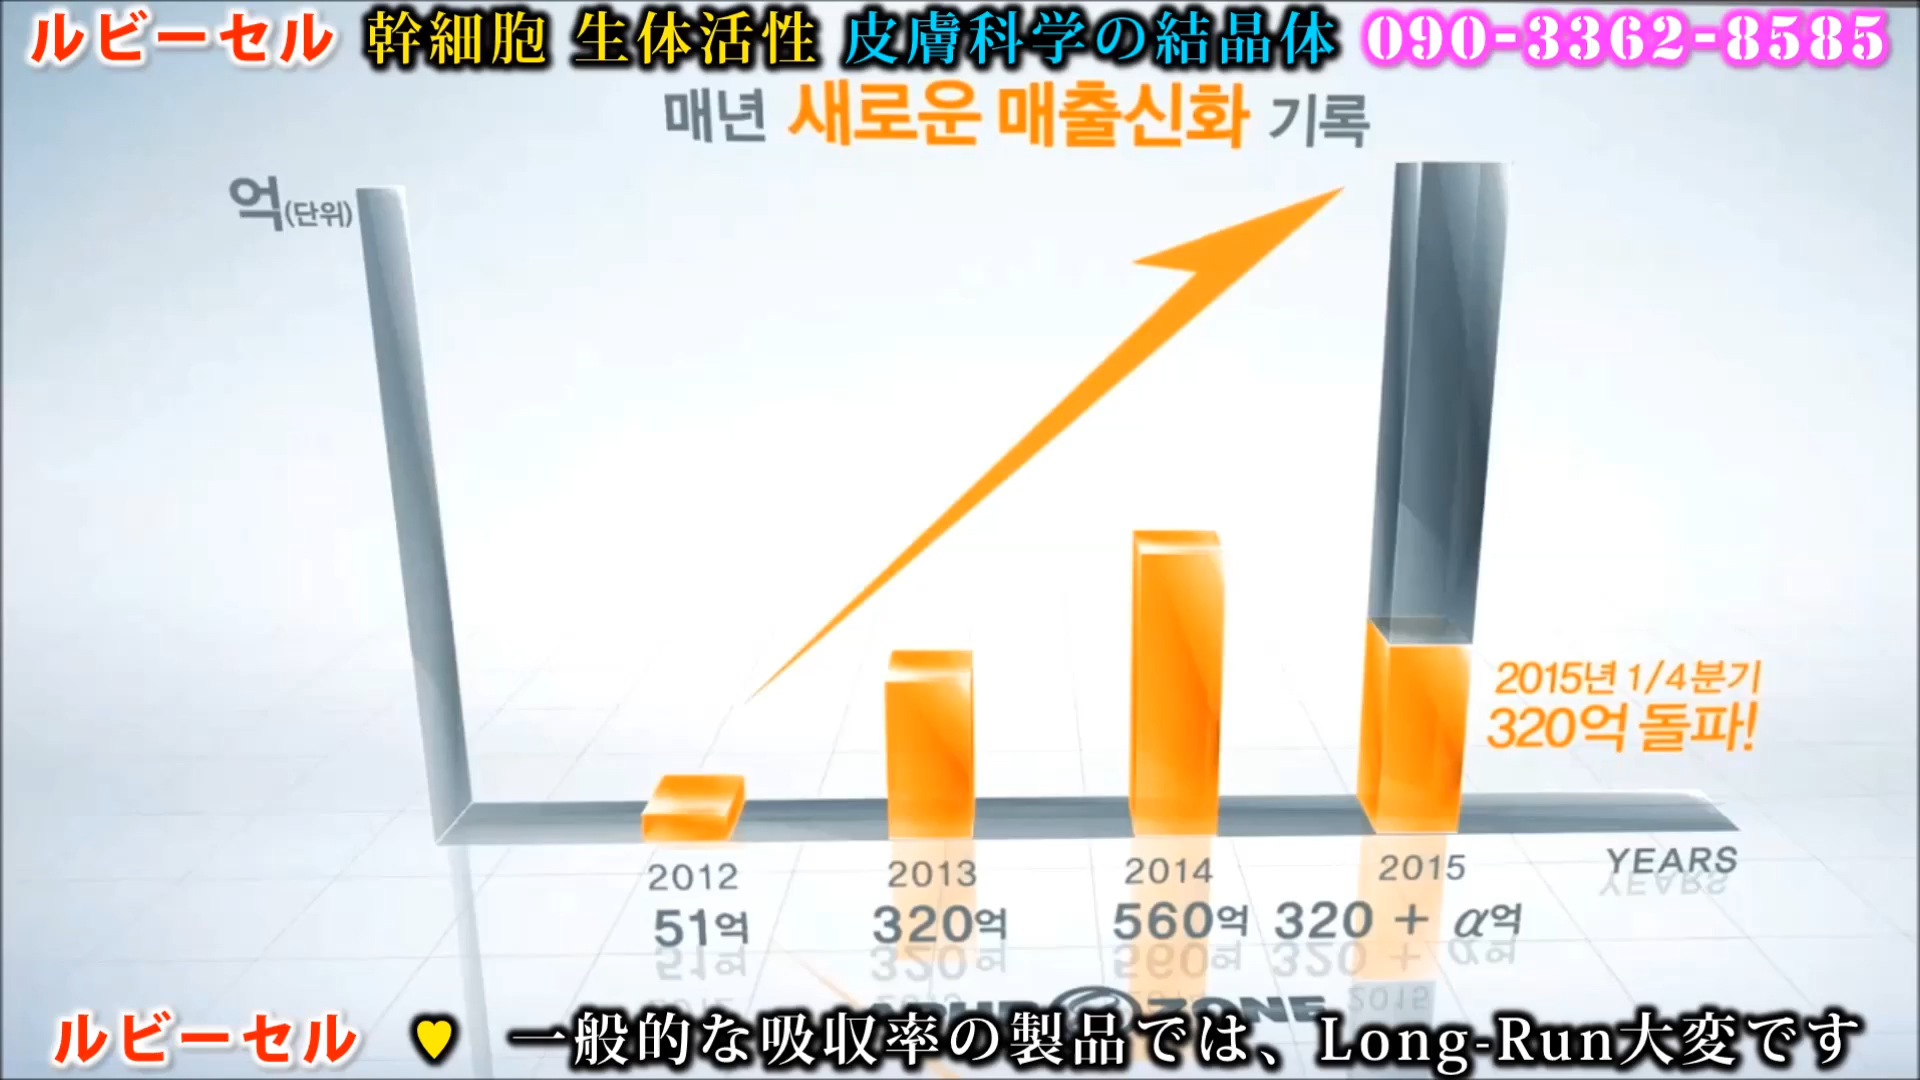 ルビーセル 幹細胞 生体活性 皮膚科学の結晶体 090-3362-8585
매년 새로운 매출신화 기록
억(단위)
2015년 1/4분기
320억 돌파!
2012 2013 2014 2015 YEARS
51억 320억 560억 320 + α억
ZONE
ルビーセル ♥ 一般的な吸収率の製品では、Long-Run大変です